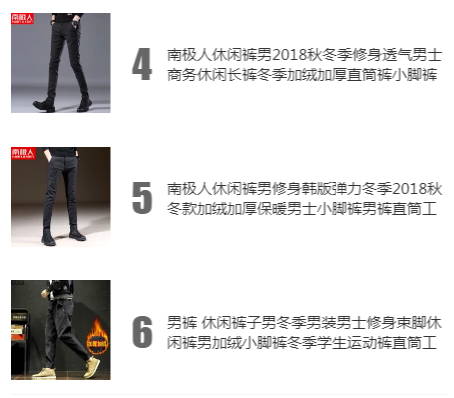 南极人
4
南极人休闲裤男2018秋冬季修身透气男士
商务休闲长裤冬季加绒加厚直筒裤小脚裤
南极人
5
南极人休闲裤男修身韩版弹力冬季2018秋
冬款加绒加厚保暖男士小脚裤男裤直筒工
6
男裤 休闲裤子男冬季男装男士修身束脚休
闲裤男加绒小脚裤冬季学生运动裤直筒工